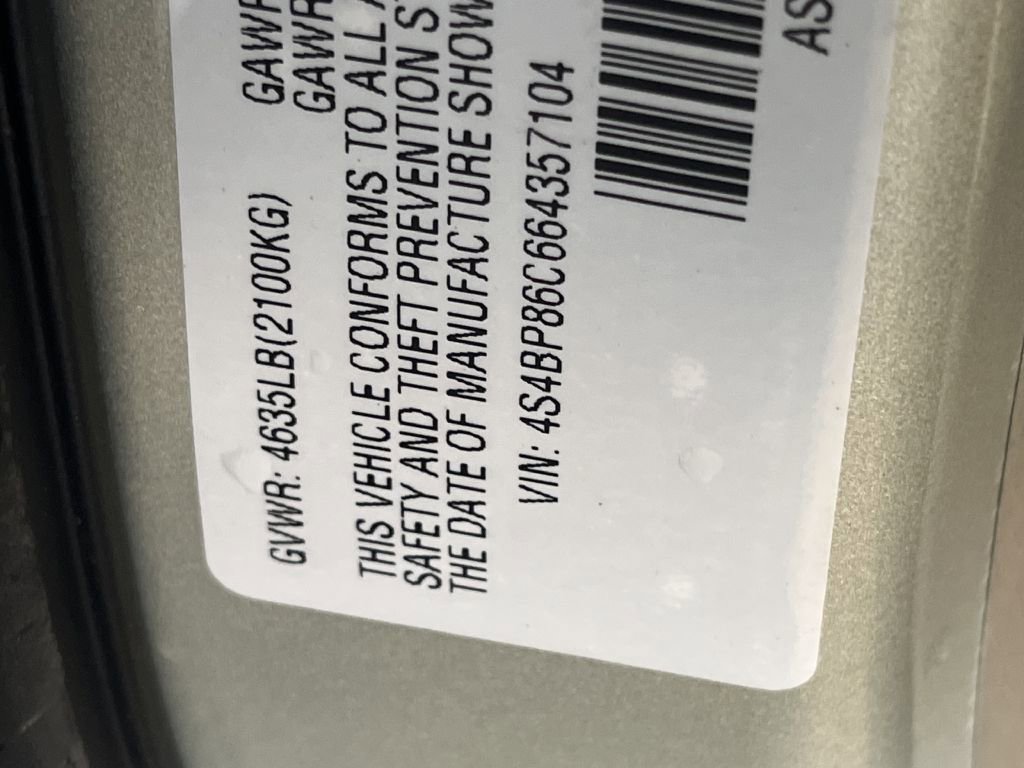 GVWR: 4635LB(2100KG) GAWR
GAWR
THIS VEHICLE CONFORMS TO ALL
SAFETY AND THEFT PREVENTION
THE DATE OF MANUFACTURE SHOW
VIN: 4S4BP86C664357104
AS